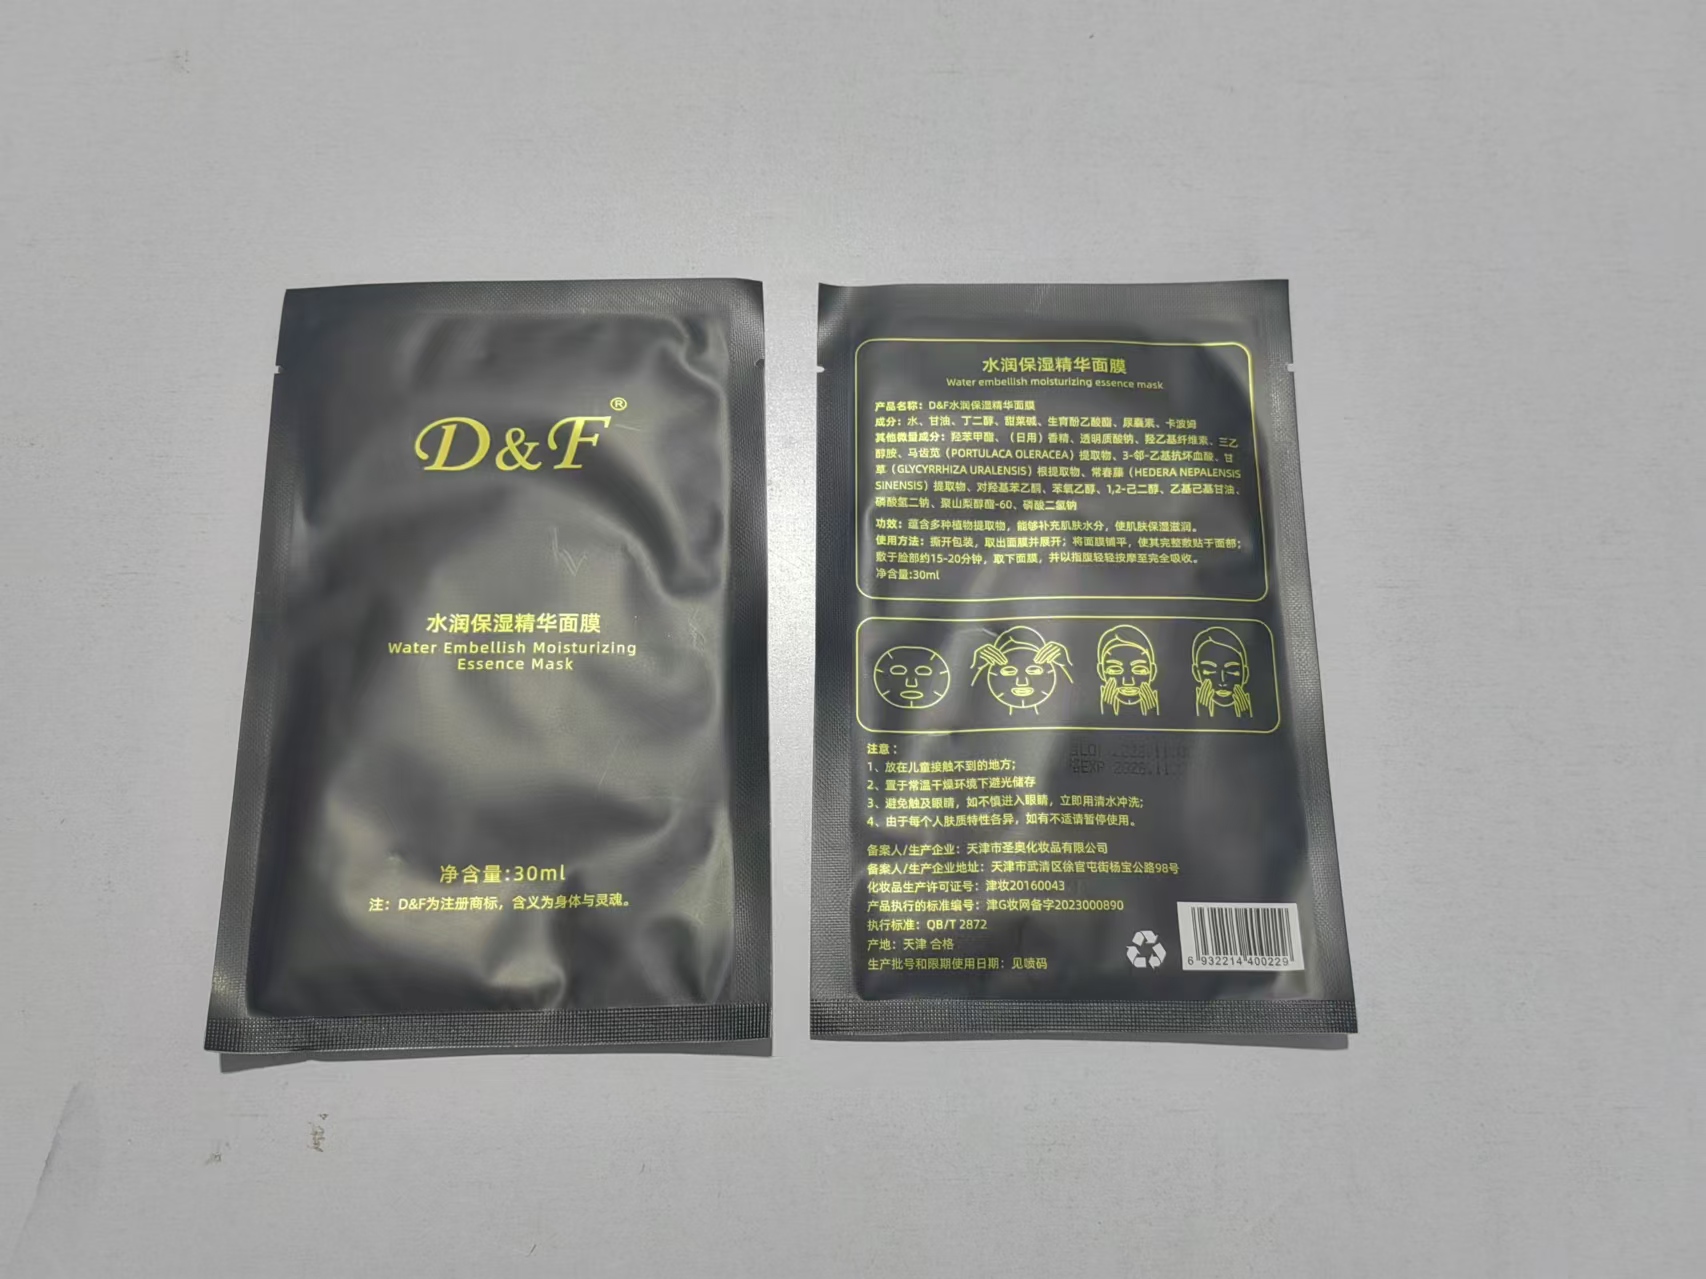 D&F®
水润保湿精华面膜
Water Embellish Moisturizing
Essence Mask
净含量:30ml
注：D&F为注册商标，含义为身体与灵魂。
水润保湿精华面膜
Water embellish moisturizing essence mask
产品名称：D&F水润保湿精华面膜
成分：水、甘油、丁二醇、甜菜碱、生育酚乙酸酯、尿囊素、卡波姆
其他微量成分：羟苯甲酯、（日用）香精、透明质酸钠、羟乙基纤维素、三乙
醇胺、马齿苋（PORTULACA OLERACEA）提取物、3-邻-乙基抗坏血酸、甘
草（GLYCYRRHIZA URALENSIS）根提取物、常春藤（HEDERA NEPALENSIS
SINENSIS）提取物、对羟基苯乙酮、苯氧乙醇、1,2-己二醇、乙基己基甘油、
磷酸氢二钠、聚山梨醇酯-60、磷酸二氢钠
功效：蕴含多种植物提取物，能够补充肌肤水分，使肌肤保湿滋润。
使用方法：撕开包装，取出面膜并展开；将面膜铺平，使其完整敷贴于面部；
敷于脸部约15-20分钟，取下面膜，并以指腹轻轻按摩至完全吸收。
净含量:30ml
注意：
1、放在儿童接触不到的地方；
2、置于常温干燥环境下避光储存
3、避免触及眼睛，如不慎进入眼睛，立即用清水冲洗；
4、由于每个人肤质特性各异，如有不适请暂停使用。
备案人/生产企业：天津市圣奥化妆品有限公司
备案人/生产企业地址：天津市武清区徐官屯街杨宝公路98号
化妆品生产许可证号：津妆20160043
产品执行的标准编号：津G妆网备字2023000890
执行标准：QB/T 2872
产地：天津 合格
生产批号和限期使用日期：见喷码
6 932214 400229